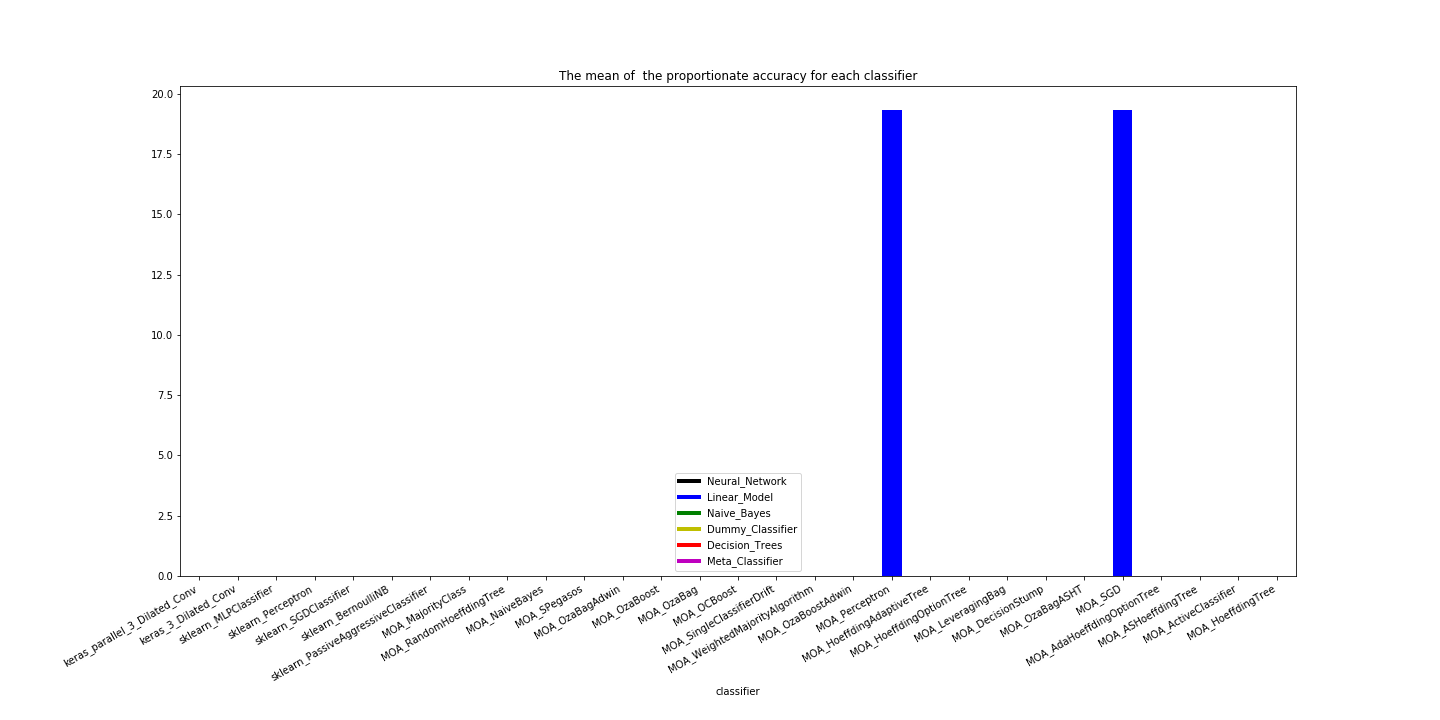 The mean of  the proportionate accuracy for each classifier
20.0
17.5
15.0
12.5
10.0
7.5
5.0
2.5
0.0
Neural_Network
Linear_Model
Naive_Bayes
Dummy_Classifier
Decision_Trees
Meta_Classifier
keras_parallel_3_Dilated_Conv
keras_3_Dilated_Conv
sklearn_MLPClassifier
sklearn_Perceptron
sklearn_SGDClassifier
sklearn_BernoulliNB
sklearn_PassiveAggressiveClassifier
MOA_MajorityClass
MOA_RandomHoeffdingTree
MOA_NaiveBayes
MOA_SPegasos
MOA_OzaBagAdwin
MOA_OzaBoost
MOA_OzaBag
MOA_OCBoost
MOA_SingleClassifierDrift
MOA_WeightedMajorityAlgorithm
MOA_OzaBoostAdwin
MOA_Perceptron
MOA_HoeffdingAdaptiveTree
MOA_HoeffdingOptionTree
MOA_LeveragingBag
MOA_DecisionStump
MOA_OzaBagASHT
MOA_SGD
MOA_AdaHoeffdingOptionTree
MOA_ASHoeffdingTree
MOA_ActiveClassifier
MOA_HoeffdingTree
classifier